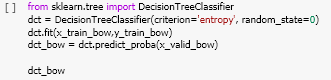 [ ] from sklearn.tree import DecisionTreeClassifier
dct = DecisionTreeClassifier(criterion='entropy', random_state=0)
dct.fit(x_train_bow,y_train_bow)
dct_bow = dct.predict_proba(x_valid_bow)
dct_bow